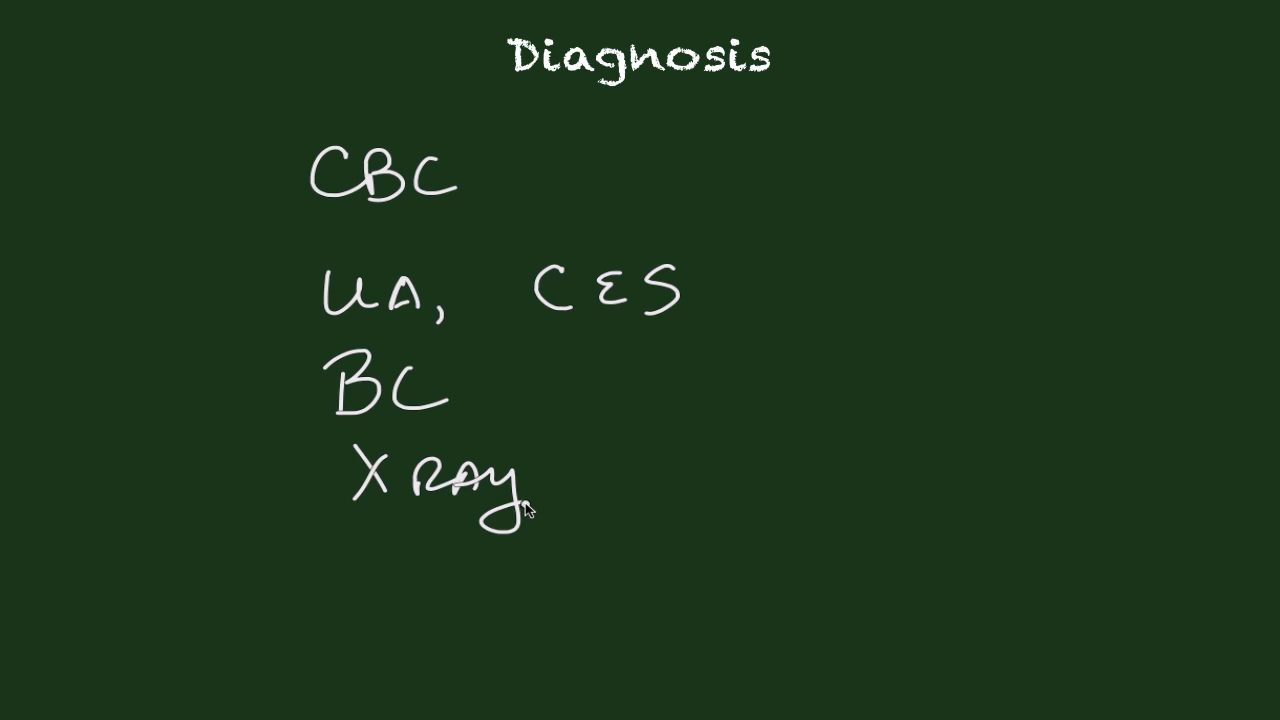 Diagnosis
CBC
UA, C & S
BC
X RAY